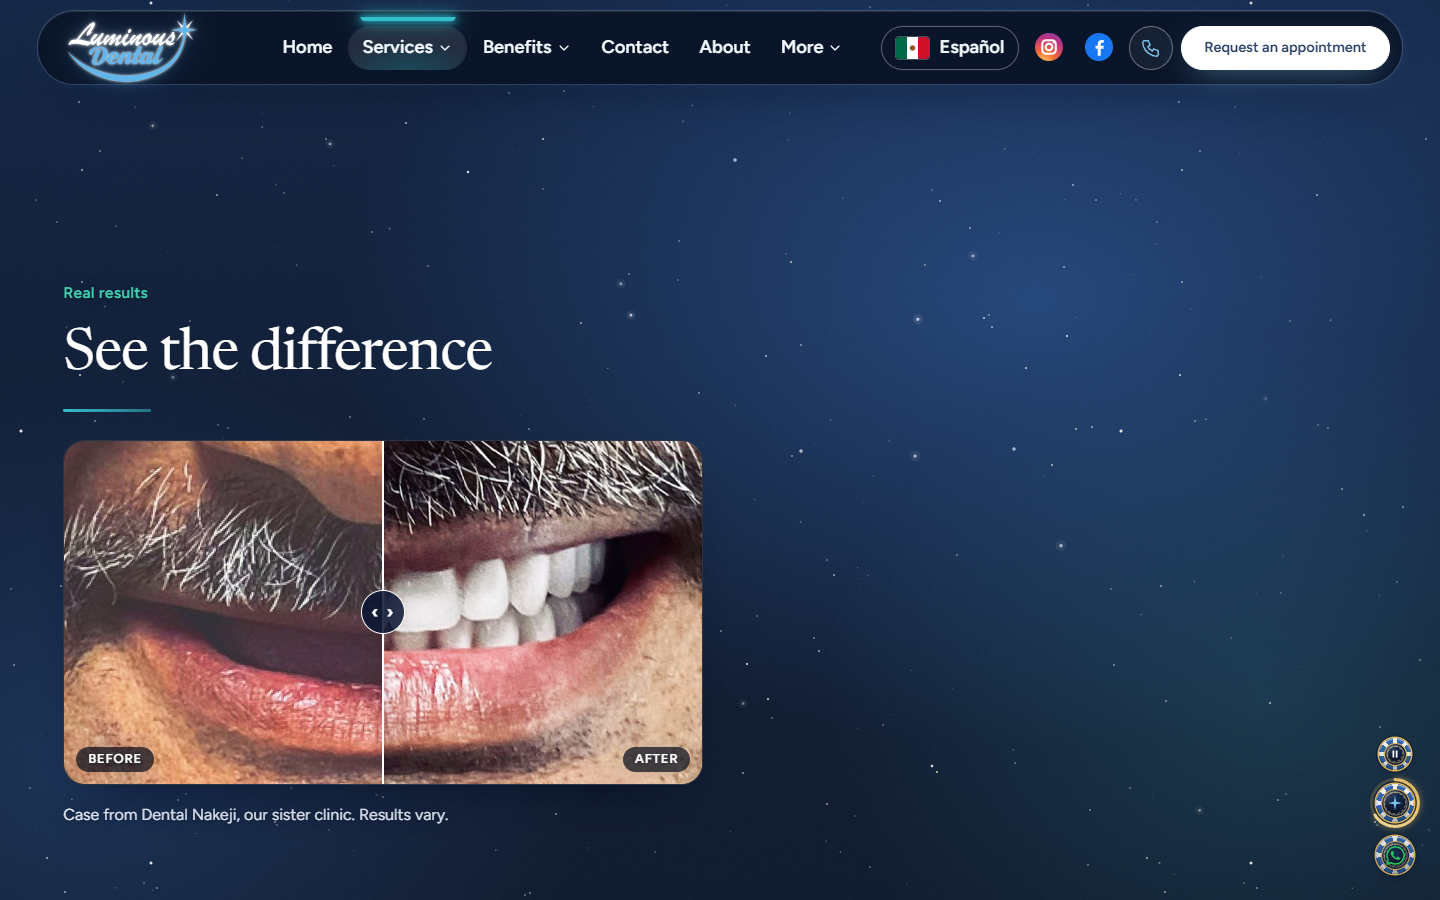 Luminous
Dental
Home
Services
Benefits
Contact
About
More
Español
Request an appointment
Real results
See the difference
BEFORE
AFTER
Case from Dental Nakeji, our sister clinic. Results vary.